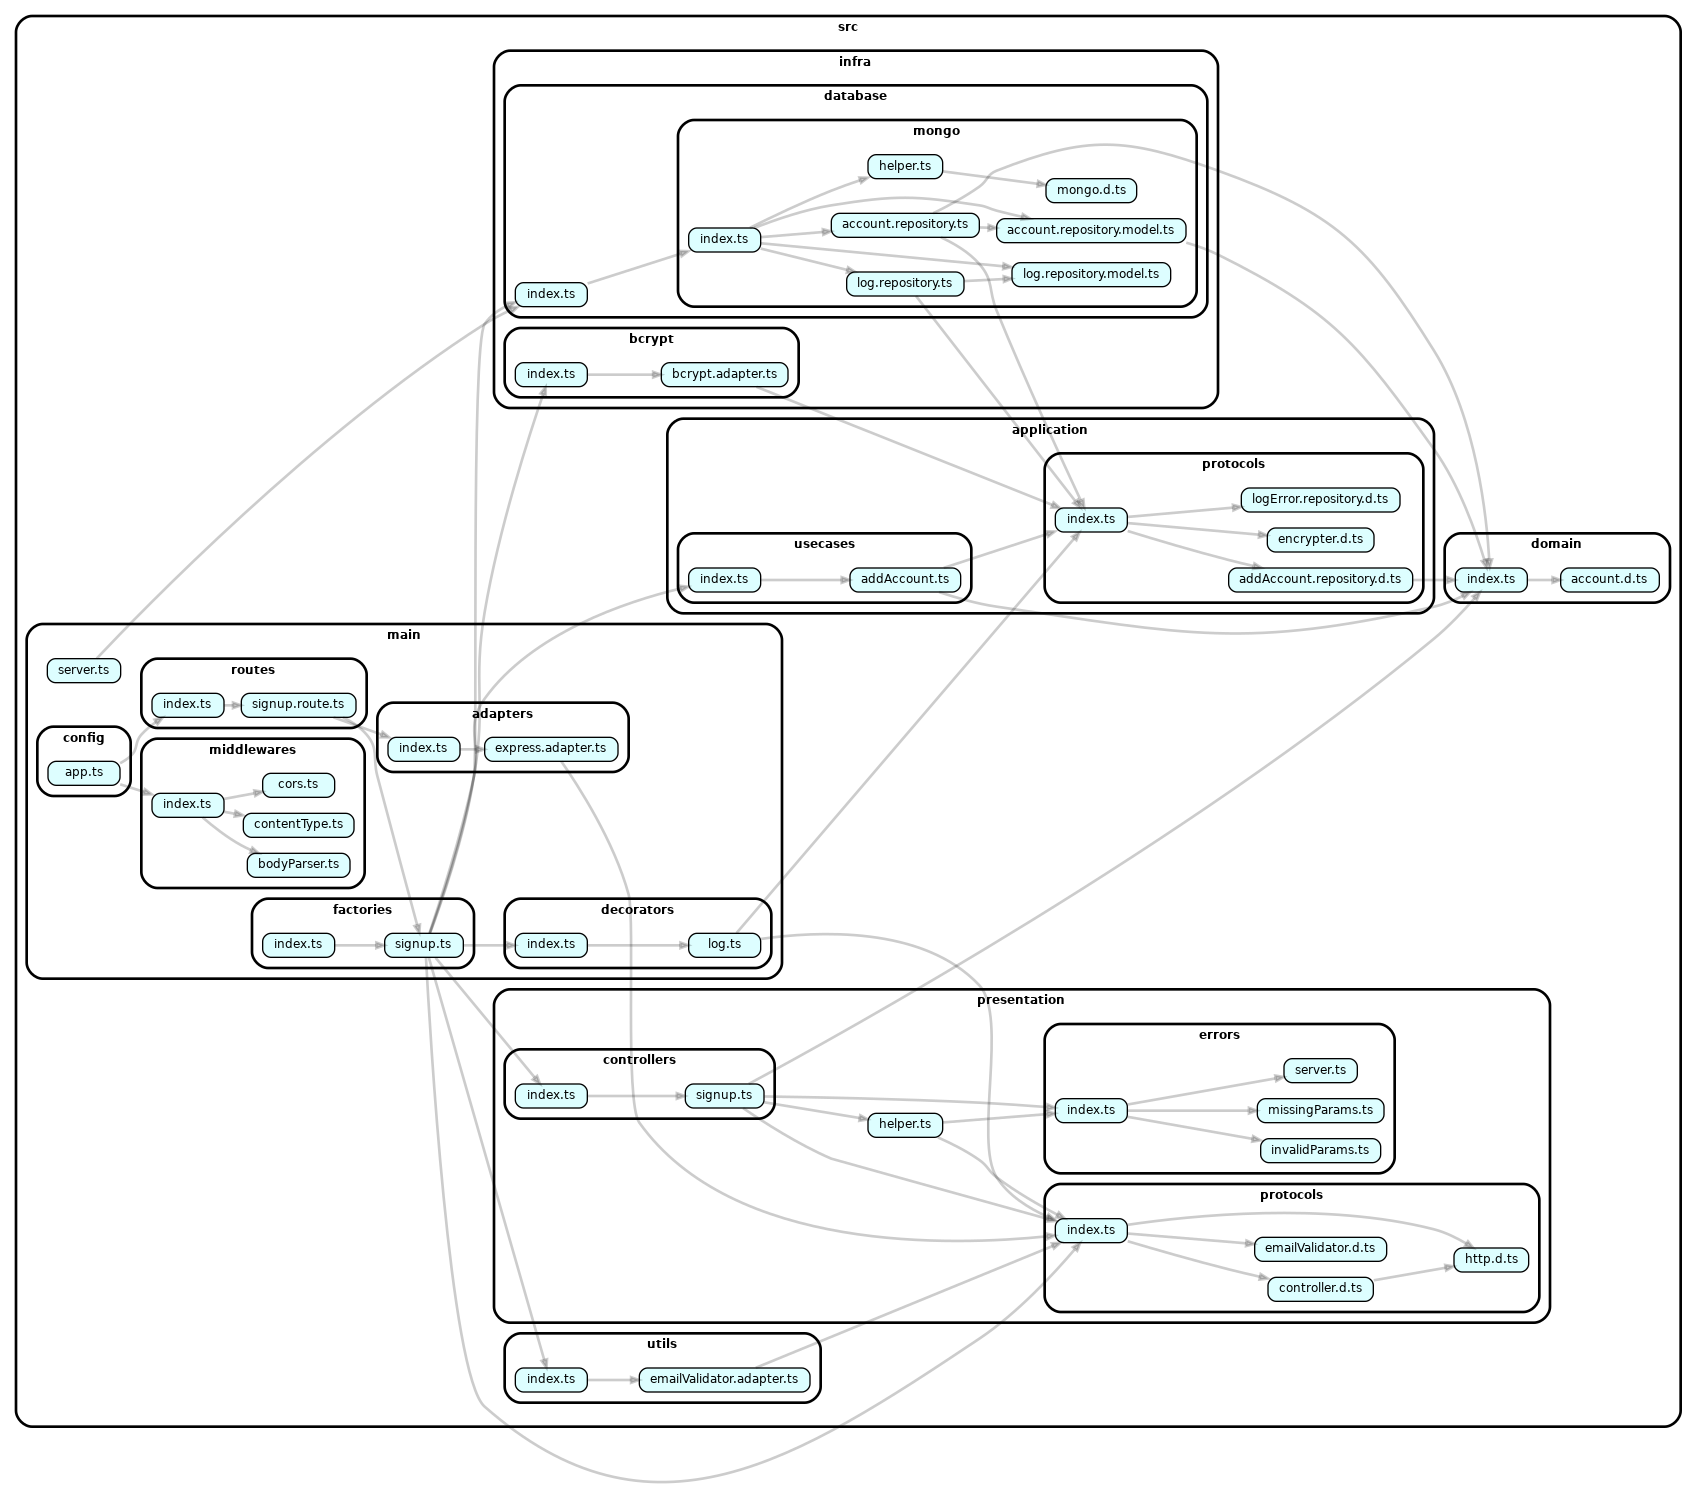 src
infra
database
mongo
helper.ts
mongo.d.ts
account.repository.ts
account.repository.model.ts
index.ts
log.repository.model.ts
log.repository.ts
index.ts
bcrypt
index.ts
bcrypt.adapter.ts
application
protocols
logError.repository.d.ts
index.ts
encrypter.d.ts
addAccount.repository.d.ts
usecases
index.ts
addAccount.ts
domain
index.ts
account.d.ts
main
server.ts
routes
index.ts
signup.route.ts
config
app.ts
adapters
index.ts
express.adapter.ts
middlewares
index.ts
cors.ts
contentType.ts
bodyParser.ts
factories
index.ts
signup.ts
decorators
index.ts
log.ts
presentation
controllers
index.ts
signup.ts
helper.ts
errors
index.ts
server.ts
missingParams.ts
invalidParams.ts
protocols
index.ts
emailValidator.d.ts
http.d.ts
controller.d.ts
utils
index.ts
emailValidator.adapter.ts